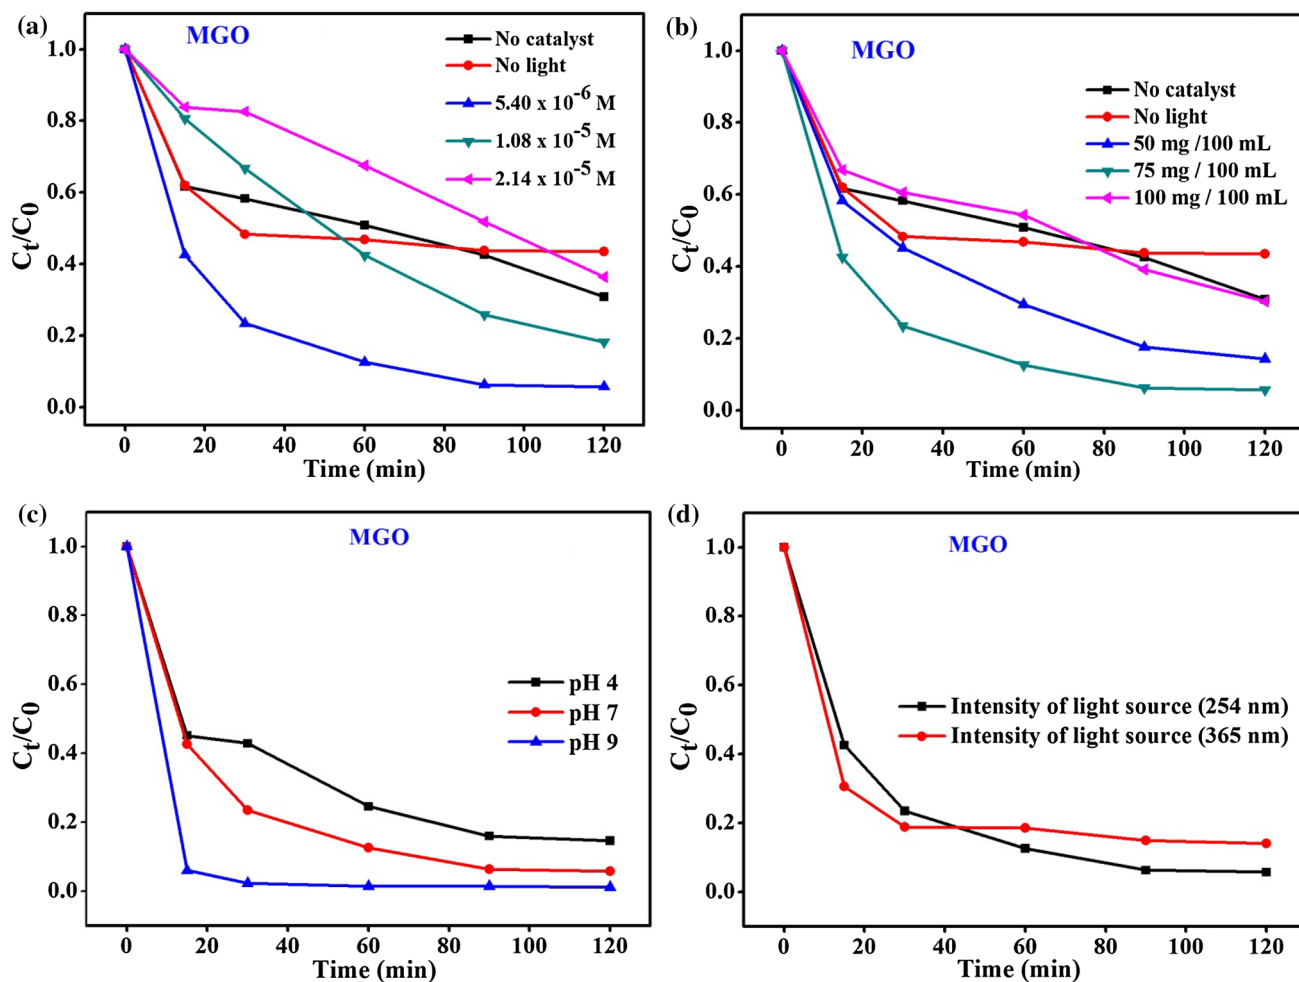 (a)
MGO
No catalyst
No light
5.40 x 10-6 M
1.08 x 10-5 M
2.14 x 10-5 M
1.0
0.8
0.6
0.4
0.2
0.0
Ct/C0
0 20 40 60 80 100 120
Time (min)
(b)
MGO
No catalyst
No light
50 mg /100 mL
75 mg / 100 mL
100 mg / 100 mL
1.0
0.8
0.6
0.4
0.2
0.0
Ct/C0
0 20 40 60 80 100 120
Time (min)
(c)
MGO
pH 4
pH 7
pH 9
1.0
0.8
0.6
0.4
0.2
0.0
Ct/C0
0 20 40 60 80 100 120
Time (min)
(d)
MGO
Intensity of light source (254 nm)
Intensity of light source (365 nm)
1.0
0.8
0.6
0.4
0.2
0.0
Ct/C0
0 20 40 60 80 100 120
Time (min)